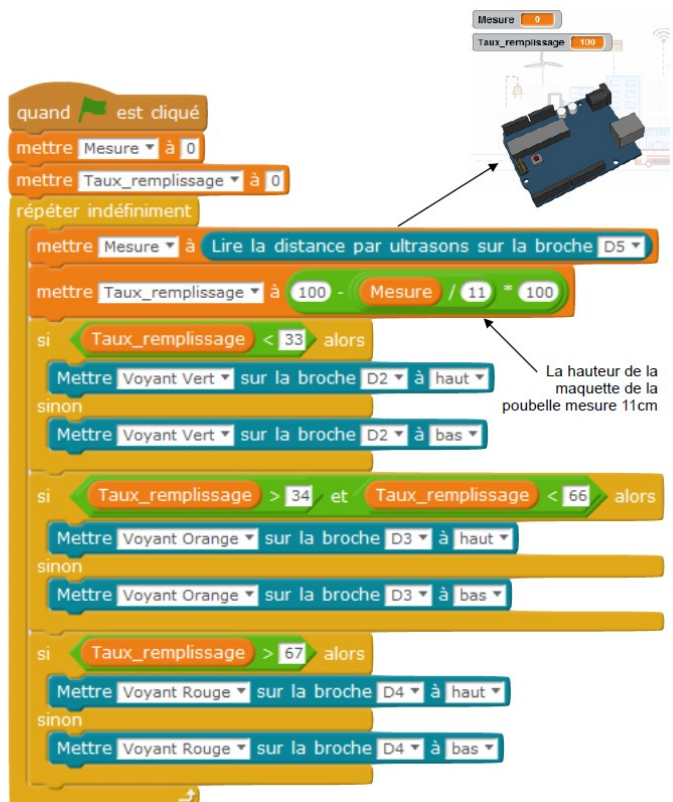 Mesure 0
Taux_remplissage 100
quand est cliqué
mettre Mesure à 0
mettre Taux_remplissage à 0
répéter indéfiniment
mettre Mesure à Lire la distance par ultrasons sur la broche D5
mettre Taux_remplissage à 100 - Mesure / 11 * 100
La hauteur de la
maquette de la
poubelle mesure 11cm
si Taux_remplissage < 33 alors
Mettre Voyant Vert sur la broche D2 à haut
sinon
Mettre Voyant Vert sur la broche D2 à bas
si Taux_remplissage > 34 et Taux_remplissage < 66 alors
Mettre Voyant Orange sur la broche D3 à haut
sinon
Mettre Voyant Orange sur la broche D3 à bas
si Taux_remplissage > 67 alors
Mettre Voyant Rouge sur la broche D4 à haut
sinon
Mettre Voyant Rouge sur la broche D4 à bas